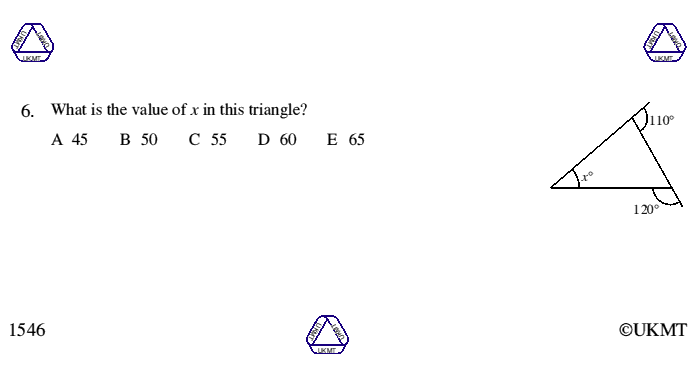 UKMT UKMT UKMT
UKMT UKMT UKMT
6. What is the value of x in this triangle?
A 45 B 50 C 55 D 60 E 65
110°
x°
120°
1546
UKMT UKMT UKMT
©UKMT